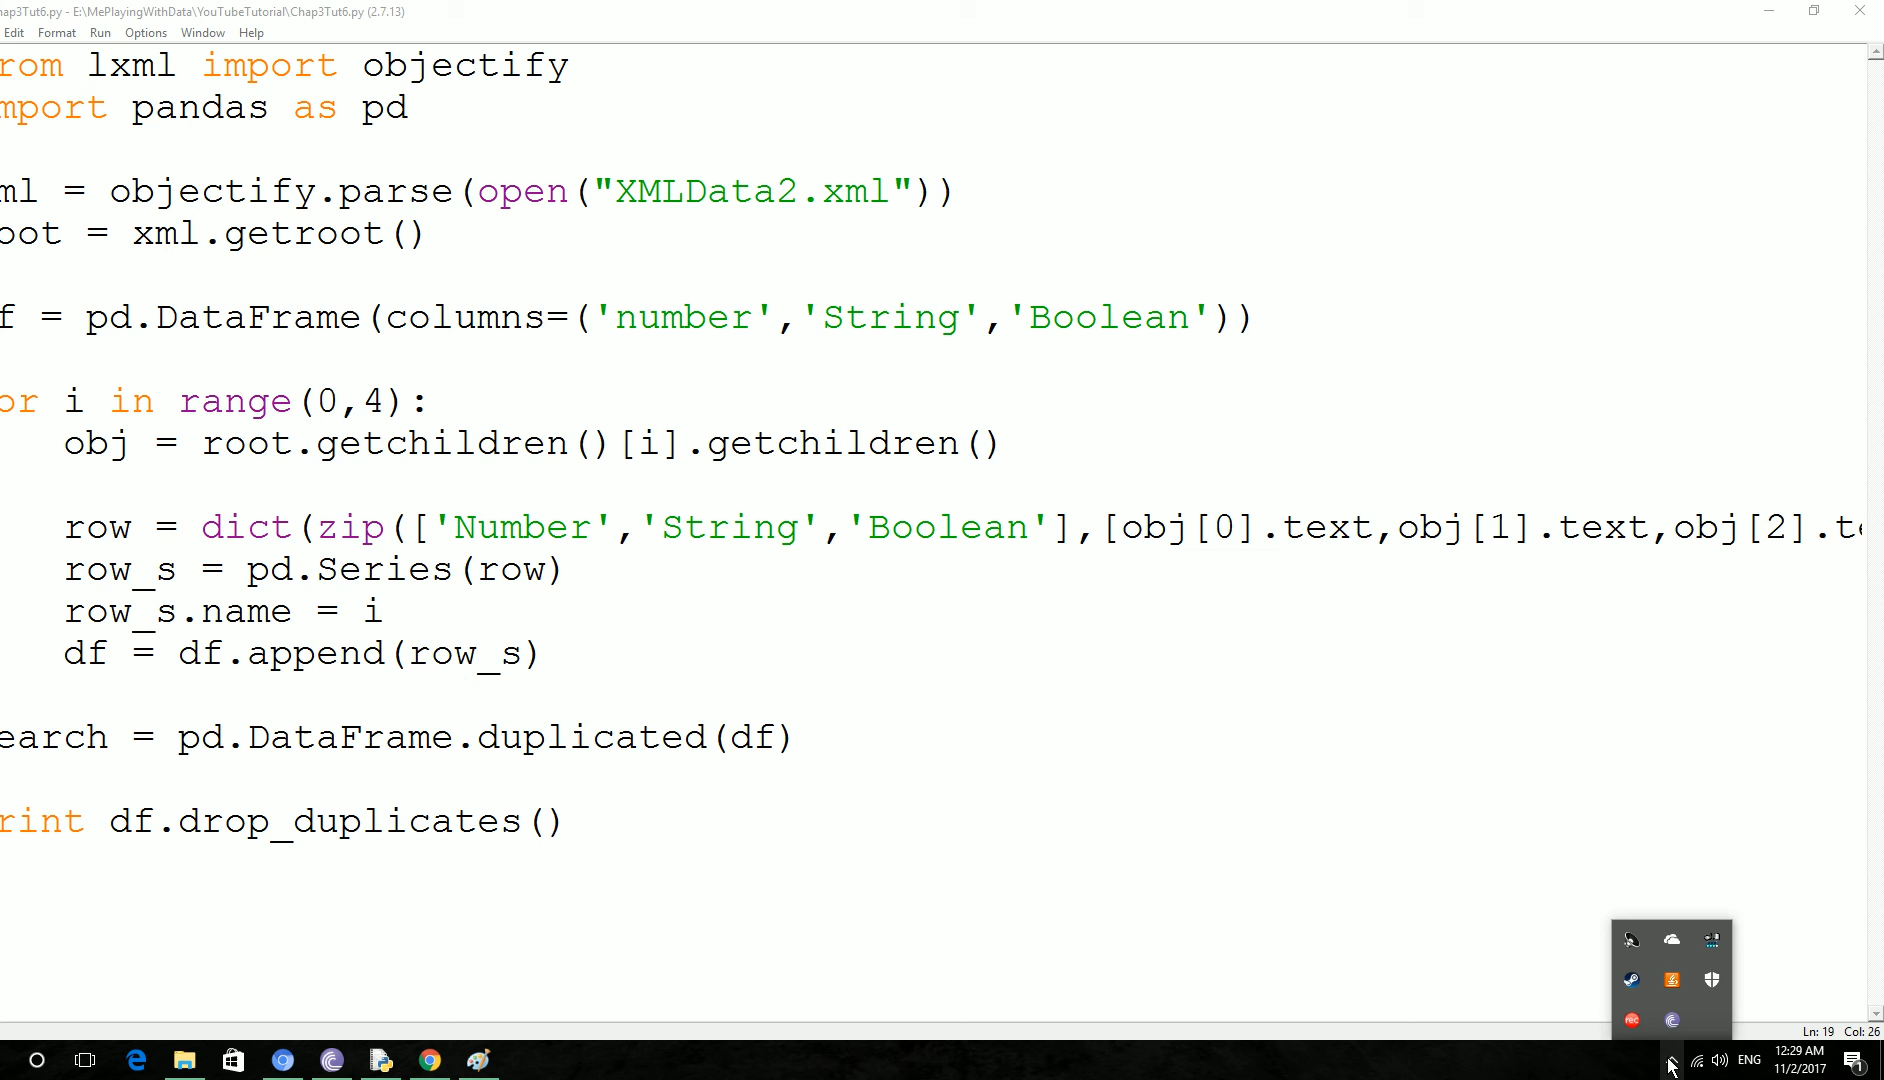 hap3Tut6.py - E:\MePlayingWithData\YouTubeTutorial\Chap3Tut6.py (2.7.13)
Edit Format Run Options Window Help
rom lxml import objectify
mport pandas as pd
ml = objectify.parse(open("XMLData2.xml"))
oot = xml.getroot()
f = pd.DataFrame(columns=('number','String','Boolean'))
or i in range(0,4):
obj = root.getchildren()[i].getchildren()
row = dict(zip(['Number','String','Boolean'],[obj[0].text,obj[1].text,obj[2].te
row_s = pd.Series(row)
row_s.name = i
df = df.append(row_s)
earch = pd.DataFrame.duplicated(df)
rint df.drop_duplicates()
rec
Ln: 19 Col: 26
ENG
12:29 AM
11/2/2017
1